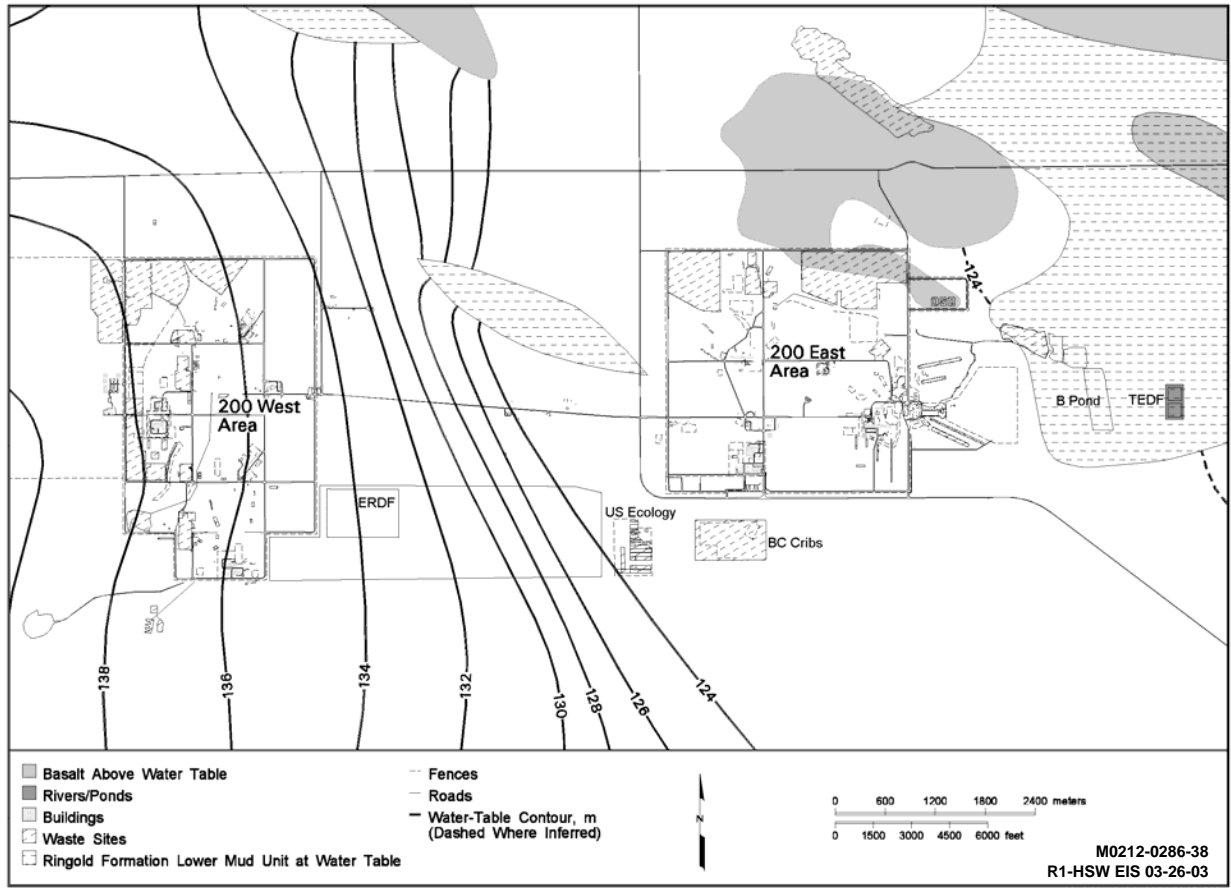 124
200 East
Area
200 West
Area
B Pond
TEDF
ERDF
US Ecology
BC Cribs
138
136
134
132
130
128
126
124
Basalt Above Water Table
Rivers/Ponds
Buildings
Waste Sites
Ringold Formation Lower Mud Unit at Water Table
Fences
Roads
Water-Table Contour, m
(Dashed Where Inferred)
N
0 600 1200 1800 2400 meters
0 1500 3000 4500 6000 feet
M0212-0286-38
R1-HSW EIS 03-26-03